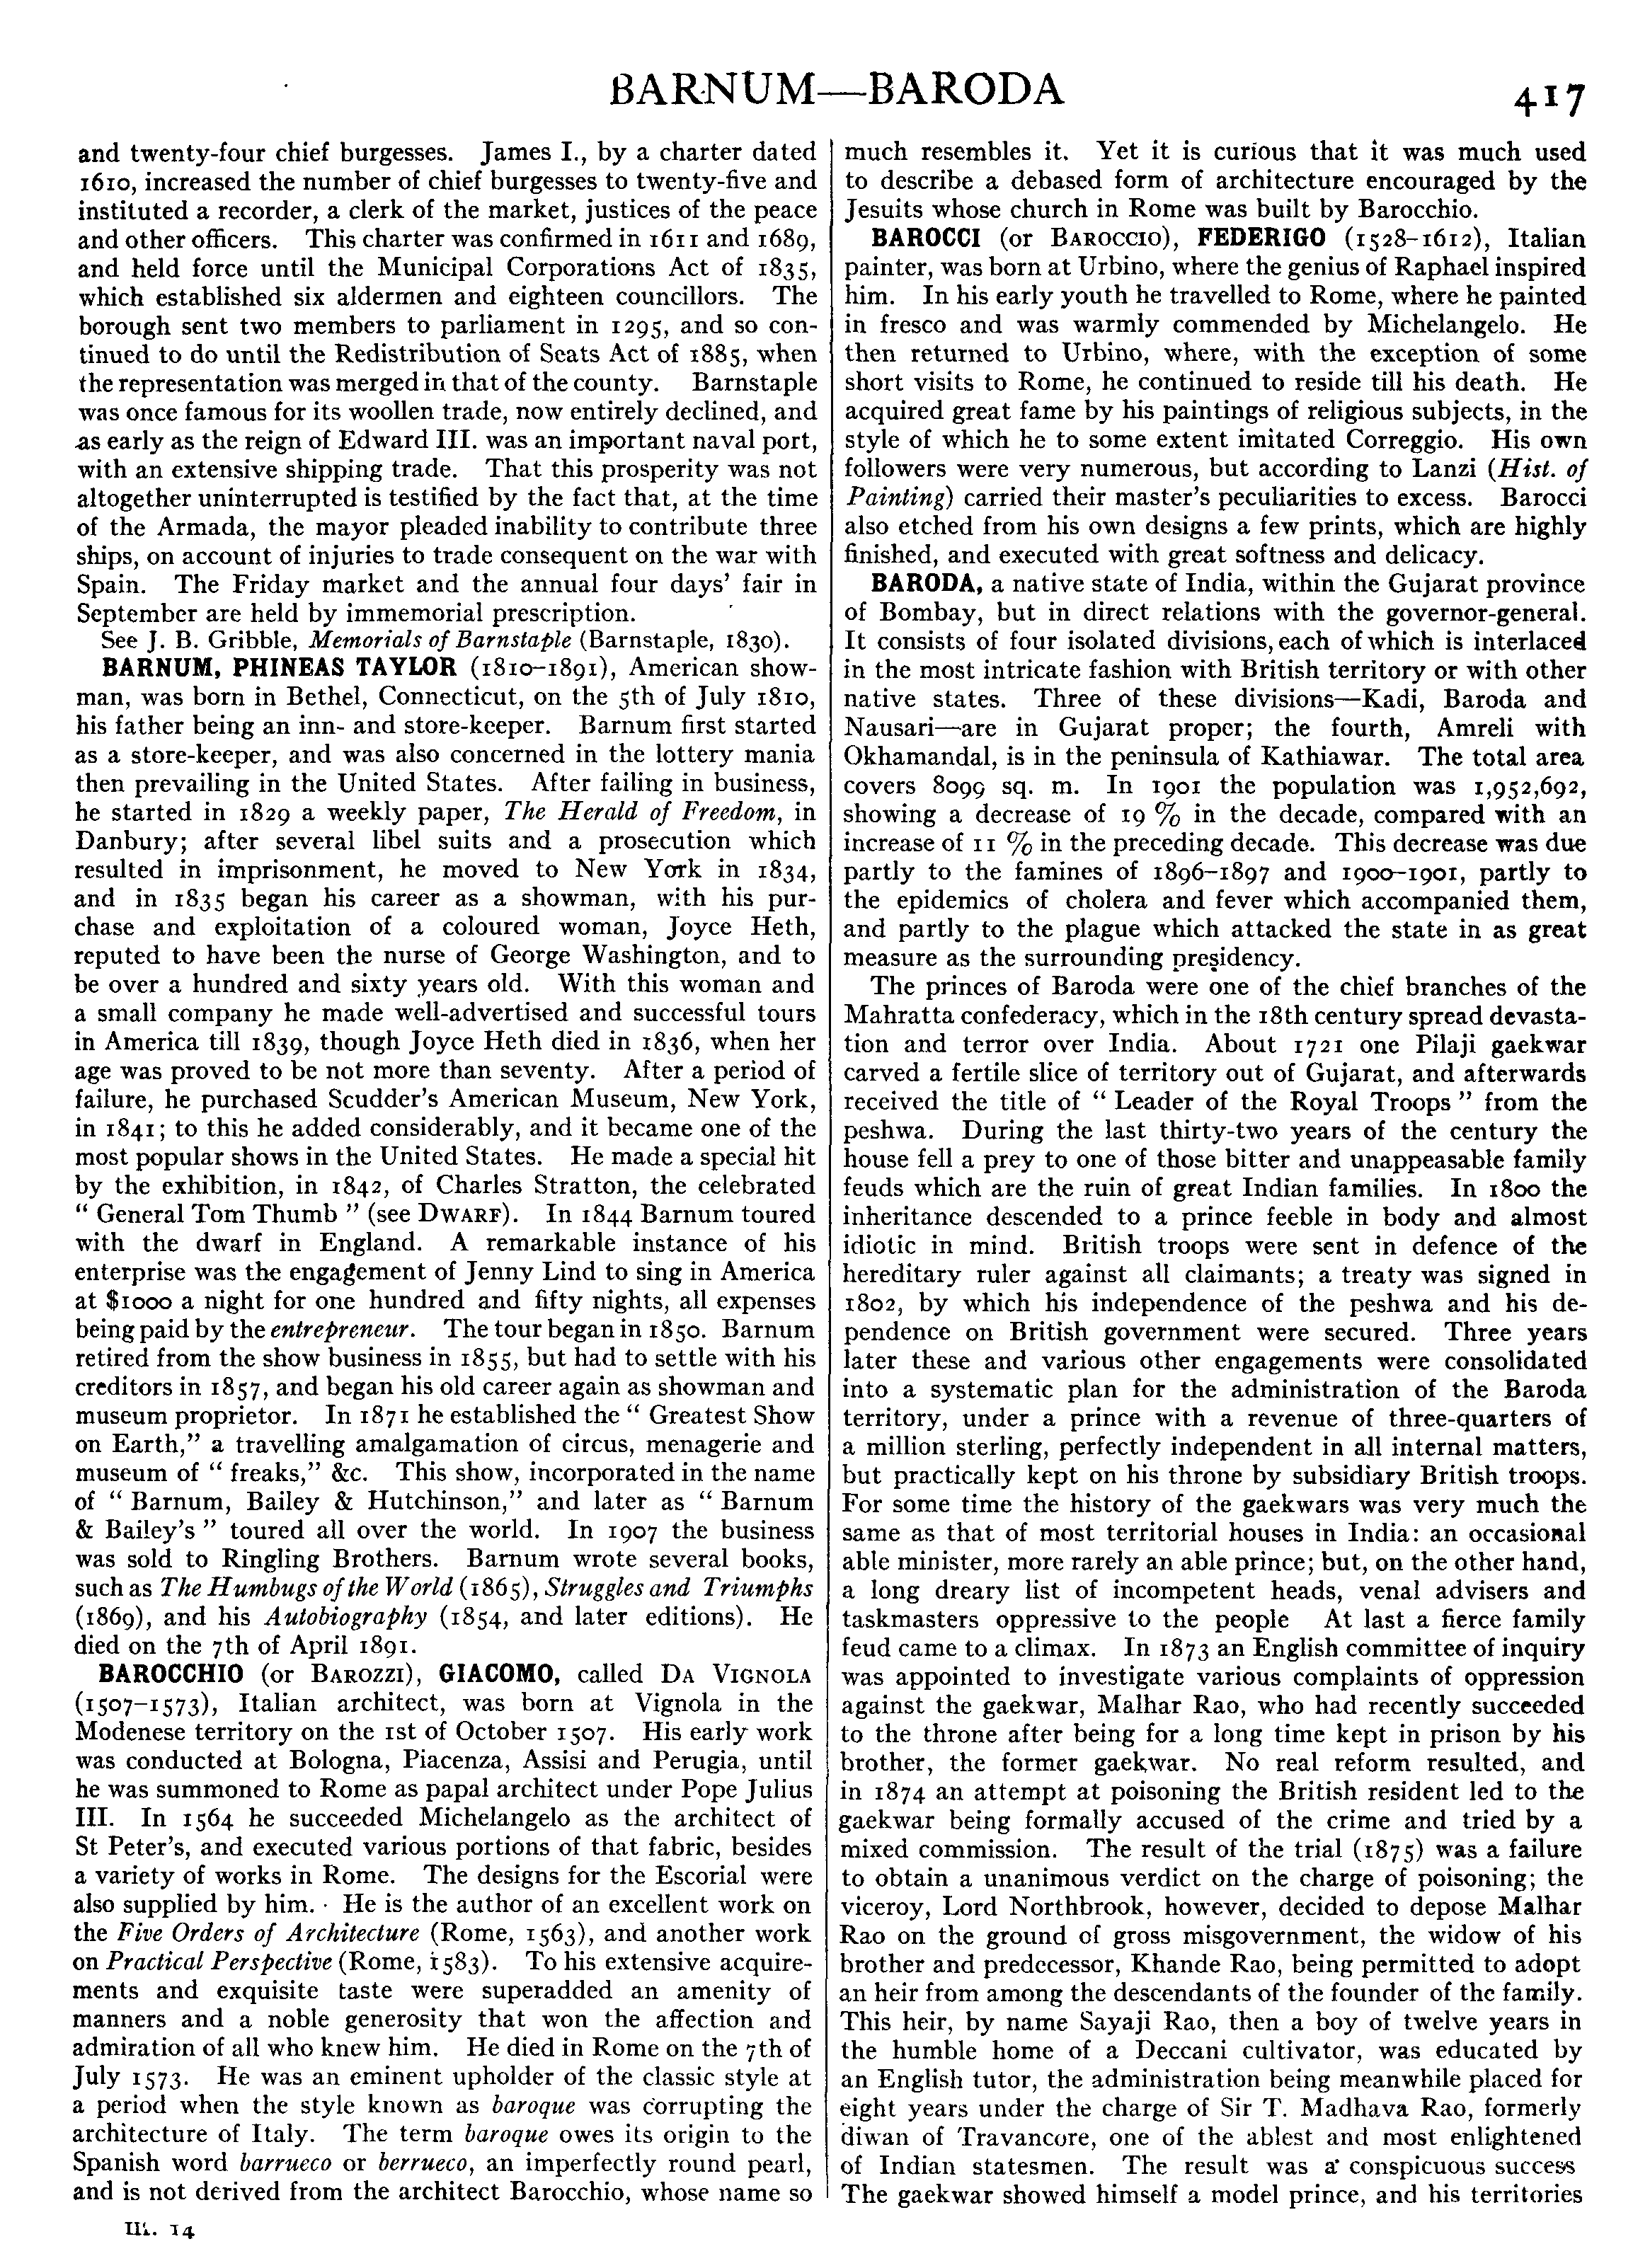 BARNUM—BARODA
417
and twenty-four chief burgesses. James I., by a charter dated
1610, increased the number of chief burgesses to twenty-five and
instituted a recorder, a clerk of the market, justices of the peace
and other officers. This charter was confirmed in 1611 and 1689,
and held force until the Municipal Corporations Act of 1835,
which established six aldermen and eighteen councillors. The
borough sent two members to parliament in 1295, and so con-
tinued to do until the Redistribution of Seats Act of 1885, when
the representation was merged in that of the county. Barnstaple
was once famous for its woollen trade, now entirely declined, and
as early as the reign of Edward III. was an important naval port,
with an extensive shipping trade. That this prosperity was not
altogether uninterrupted is testified by the fact that, at the time
of the Armada, the mayor pleaded inability to contribute three
ships, on account of injuries to trade consequent on the war with
Spain. The Friday market and the annual four days' fair in
September are held by immemorial prescription.
See J. B. Gribble, Memorials of Barnstaple (Barnstaple, 1830).
BARNUM, PHINEAS TAYLOR (1810–1891), American show-
man, was born in Bethel, Connecticut, on the 5th of July 1810,
his father being an inn- and store-keeper. Barnum first started
as a store-keeper, and was also concerned in the lottery mania
then prevailing in the United States. After failing in business,
he started in 1829 a weekly paper, The Herald of Freedom, in
Danbury; after several libel suits and a prosecution which
resulted in imprisonment, he moved to New York in 1834,
and in 1835 began his career as a showman, with his pur-
chase and exploitation of a coloured woman, Joyce Heth,
reputed to have been the nurse of George Washington, and to
be over a hundred and sixty years old. With this woman and
a small company he made well-advertised and successful tours
in America till 1839, though Joyce Heth died in 1836, when her
age was proved to be not more than seventy. After a period of
failure, he purchased Scudder's American Museum, New York,
in 1841; to this he added considerably, and it became one of the
most popular shows in the United States. He made a special hit
by the exhibition, in 1842, of Charles Stratton, the celebrated
" General Tom Thumb " (see DWARF). In 1844 Barnum toured
with the dwarf in England. A remarkable instance of his
enterprise was the engagement of Jenny Lind to sing in America
at $1000 a night for one hundred and fifty nights, all expenses
being paid by the entrepreneur. The tour began in 1850. Barnum
retired from the show business in 1855, but had to settle with his
creditors in 1857, and began his old career again as showman and
museum proprietor. In 1871 he established the " Greatest Show
on Earth," a travelling amalgamation of circus, menagerie and
museum of " freaks," &c. This show, incorporated in the name
of " Barnum, Bailey & Hutchinson," and later as " Barnum
& Bailey's " toured all over the world. In 1907 the business
was sold to Ringling Brothers. Barnum wrote several books,
such as The Humbugs of the World (1865), Struggles and Triumphs
(1869), and his Autobiography (1854, and later editions). He
died on the 7th of April 1891.
BAROCCHIO (or BAROZZI), GIACOMO, called DA VIGNOLA
(1507–1573), Italian architect, was born at Vignola in the
Modenese territory on the 1st of October 1507. His early work
was conducted at Bologna, Piacenza, Assisi and Perugia, until
he was summoned to Rome as papal architect under Pope Julius
III. In 1564 he succeeded Michelangelo as the architect of
St Peter's, and executed various portions of that fabric, besides
a variety of works in Rome. The designs for the Escorial were
also supplied by him. He is the author of an excellent work on
the Five Orders of Architecture (Rome, 1563), and another work
on Practical Perspective (Rome, 1583). To his extensive acquire-
ments and exquisite taste were superadded an amenity of
manners and a noble generosity that won the affection and
admiration of all who knew him. He died in Rome on the 7th of
July 1573. He was an eminent upholder of the classic style at
a period when the style known as baroque was corrupting the
architecture of Italy. The term baroque owes its origin to the
Spanish word barrueco or berrueco, an imperfectly round pearl,
and is not derived from the architect Barocchio, whose name so
III. 14
much resembles it. Yet it is curious that it was much used
to describe a debased form of architecture encouraged by the
Jesuits whose church in Rome was built by Barocchio.
BAROCCI (or BAROCCIO), FEDERIGO (1528–1612), Italian
painter, was born at Urbino, where the genius of Raphael inspired
him. In his early youth he travelled to Rome, where he painted
in fresco and was warmly commended by Michelangelo. He
then returned to Urbino, where, with the exception of some
short visits to Rome, he continued to reside till his death. He
acquired great fame by his paintings of religious subjects, in the
style of which he to some extent imitated Correggio. His own
followers were very numerous, but according to Lanzi (Hist. of
Painting) carried their master's peculiarities to excess. Barocci
also etched from his own designs a few prints, which are highly
finished, and executed with great softness and delicacy.
BARODA, a native state of India, within the Gujarat province
of Bombay, but in direct relations with the governor-general.
It consists of four isolated divisions, each of which is interlaced
in the most intricate fashion with British territory or with other
native states. Three of these divisions—Kadi, Baroda and
Nausari—are in Gujarat proper; the fourth, Amreli with
Okhamandal, is in the peninsula of Kathiawar. The total area
covers 8099 sq. m. In 1901 the population was 1,952,692,
showing a decrease of 19 % in the decade, compared with an
increase of 11 % in the preceding decade. This decrease was due
partly to the famines of 1896–1897 and 1900–1901, partly to
the epidemics of cholera and fever which accompanied them,
and partly to the plague which attacked the state in as great
measure as the surrounding presidency.
The princes of Baroda were one of the chief branches of the
Mahratta confederacy, which in the 18th century spread devasta-
tion and terror over India. About 1721 one Pilaji gaekwar
carved a fertile slice of territory out of Gujarat, and afterwards
received the title of " Leader of the Royal Troops " from the
peshwa. During the last thirty-two years of the century the
house fell a prey to one of those bitter and unappeasable family
feuds which are the ruin of great Indian families. In 1800 the
inheritance descended to a prince feeble in body and almost
idiotic in mind. British troops were sent in defence of the
hereditary ruler against all claimants; a treaty was signed in
1802, by which his independence of the peshwa and his de-
pendence on British government were secured. Three years
later these and various other engagements were consolidated
into a systematic plan for the administration of the Baroda
territory, under a prince with a revenue of three-quarters of
a million sterling, perfectly independent in all internal matters,
but practically kept on his throne by subsidiary British troops.
For some time the history of the gaekwars was very much the
same as that of most territorial houses in India: an occasional
able minister, more rarely an able prince; but, on the other hand,
a long dreary list of incompetent heads, venal advisers and
taskmasters oppressive to the people At last a fierce family
feud came to a climax. In 1873 an English committee of inquiry
was appointed to investigate various complaints of oppression
against the gaekwar, Malhar Rao, who had recently succeeded
to the throne after being for a long time kept in prison by his
brother, the former gaekwar. No real reform resulted, and
in 1874 an attempt at poisoning the British resident led to the
gaekwar being formally accused of the crime and tried by a
mixed commission. The result of the trial (1875) was a failure
to obtain a unanimous verdict on the charge of poisoning; the
viceroy, Lord Northbrook, however, decided to depose Malhar
Rao on the ground of gross misgovernment, the widow of his
brother and predecessor, Khande Rao, being permitted to adopt
an heir from among the descendants of the founder of the family.
This heir, by name Sayaji Rao, then a boy of twelve years in
the humble home of a Deccani cultivator, was educated by
an English tutor, the administration being meanwhile placed for
eight years under the charge of Sir T. Madhava Rao, formerly
diwan of Travancore, one of the ablest and most enlightened
of Indian statesmen. The result was a conspicuous success
The gaekwar showed himself a model prince, and his territories